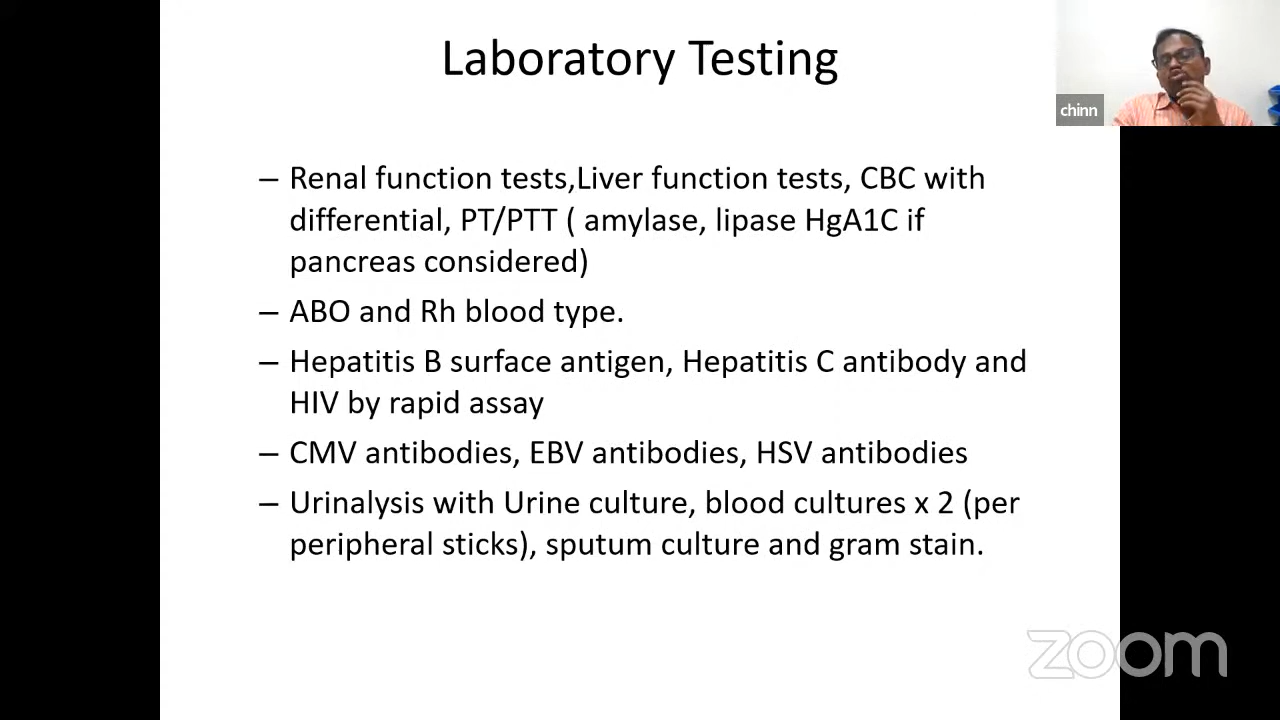 Laboratory Testing
chinn
– Renal function tests,Liver function tests, CBC with
differential, PT/PTT ( amylase, lipase HgA1C if
pancreas considered)
– ABO and Rh blood type.
– Hepatitis B surface antigen, Hepatitis C antibody and
HIV by rapid assay
– CMV antibodies, EBV antibodies, HSV antibodies
– Urinalysis with Urine culture, blood cultures x 2 (per
peripheral sticks), sputum culture and gram stain.
zoom